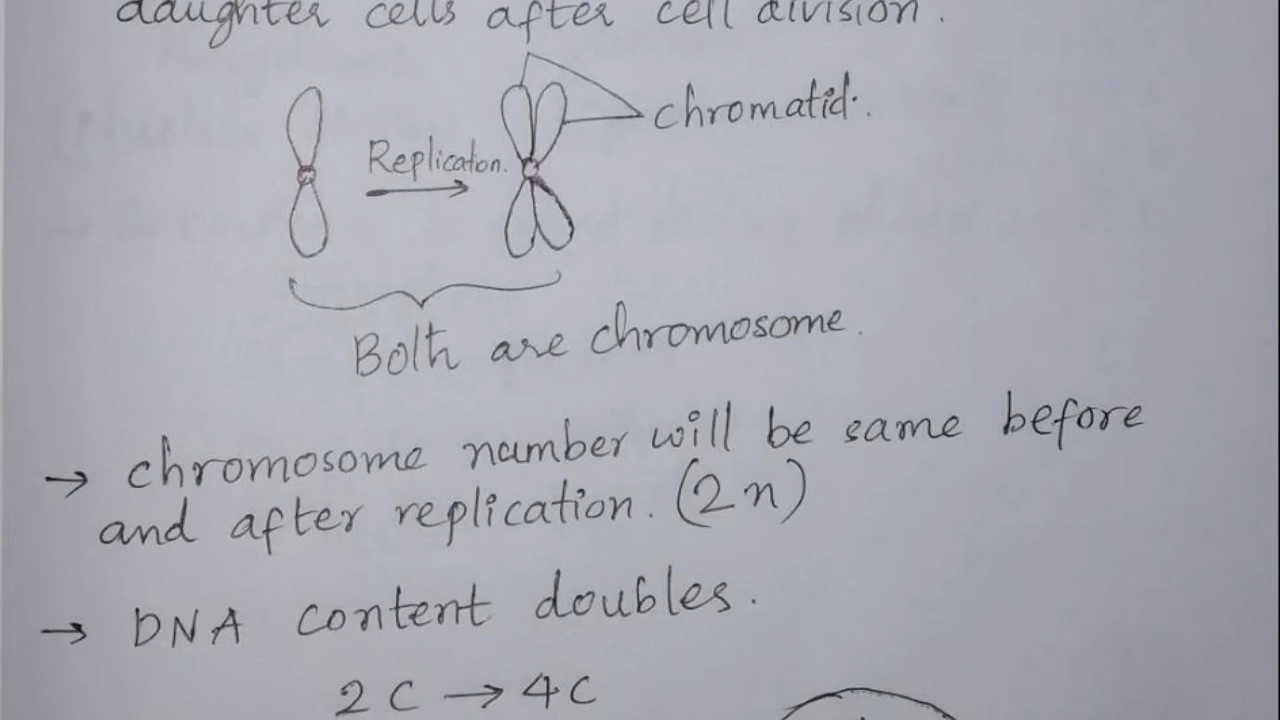 daughter cells after cell division.
chromatid.
Replicaton.
Bolth are chromosome.
→ chromosome number will be same before
and after replication. (2n)
→ DNA content doubles.
2C → 4C